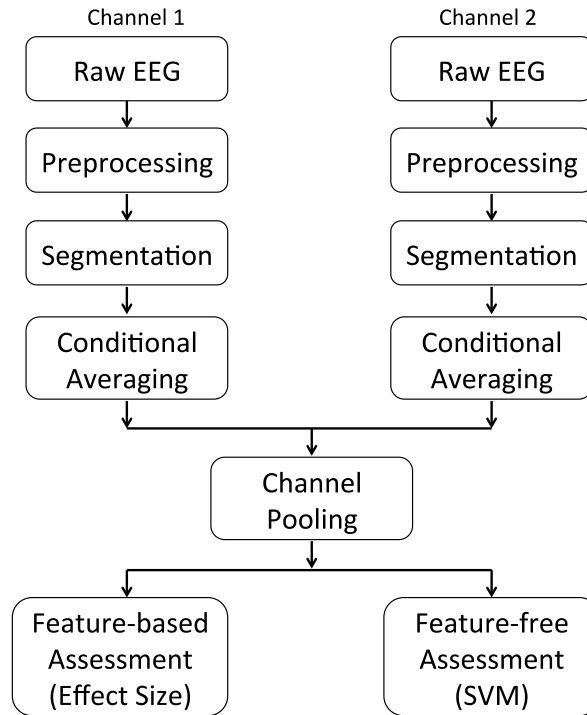 Channel 1
Channel 2
Raw EEG
Raw EEG
Preprocessing
Preprocessing
Segmentation
Segmentation
Conditional
Averaging
Conditional
Averaging
Channel
Pooling
Feature-based
Assessment
(Effect Size)
Feature-free
Assessment
(SVM)